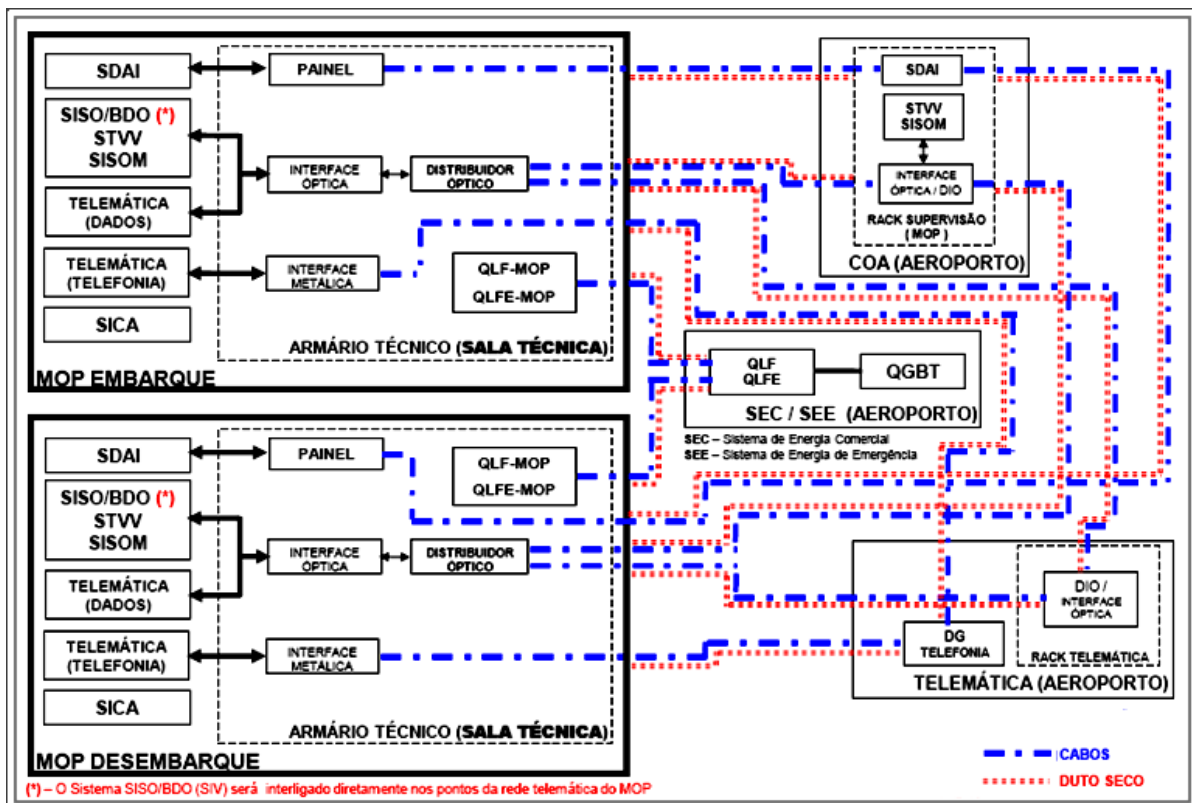 SDAI
SISO/BDO (*)
STVV
SISOM
TELEMÁTICA
(DADOS)
TELEMÁTICA
(TELEFONIA)
SICA
PAINEL
INTERFACE
ÓPTICA
DISTRIBUIDOR
ÓPTICO
INTERFACE
METÁLICA
QLF-MOP
QLFE-MOP
ARMÁRIO TÉCNICO (SALA TÉCNICA)
MOP EMBARQUE
SDAI
STVV
SISOM
INTERFACE
ÓPTICA / DIO
RACK SUPERVISÃO
(MOP)
COA (AEROPORTO)
QLF
QLFE
QGBT
SEC / SEE (AEROPORTO)
SEC – Sistema de Energia Comercial
SEE – Sistema de Energia de Emergência
SDAI
SISO/BDO (*)
STVV
SISOM
TELEMÁTICA
(DADOS)
TELEMÁTICA
(TELEFONIA)
SICA
PAINEL
QLF-MOP
QLFE-MOP
INTERFACE
ÓPTICA
DISTRIBUIDOR
ÓPTICO
INTERFACE
METÁLICA
ARMÁRIO TÉCNICO (SALA TÉCNICA)
MOP DESEMBARQUE
DIO /
INTERFACE
ÓPTICA
DG
TELEFONIA
RACK TELEMÁTICA
TELEMÁTICA (AEROPORTO)
CABOS
DUTO SECO
(*) – O Sistema SISO/BDO (SIV) será interligado diretamente nos pontos da rede telemática do MOP